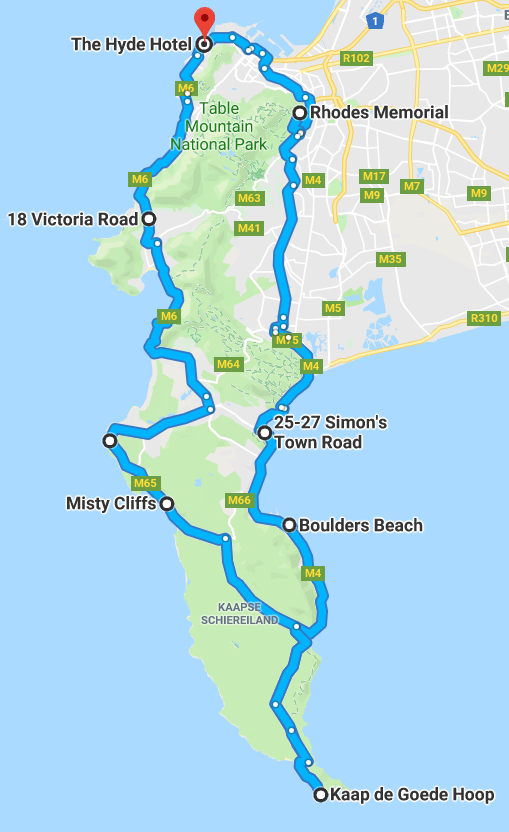 1
The Hyde Hotel
R102
M29
M6
Table
Mountain
National Park
Rhodes Memorial
M6
M4
M17
M7
M9
M9
M63
18 Victoria Road
M41
M35
M5
M6
R310
M75
M64
M4
25-27 Simon's
Town Road
M65
Misty Cliffs
M66
Boulders Beach
M4
KAAPSE
SCHIEREILAND
Kaap de Goede Hoop